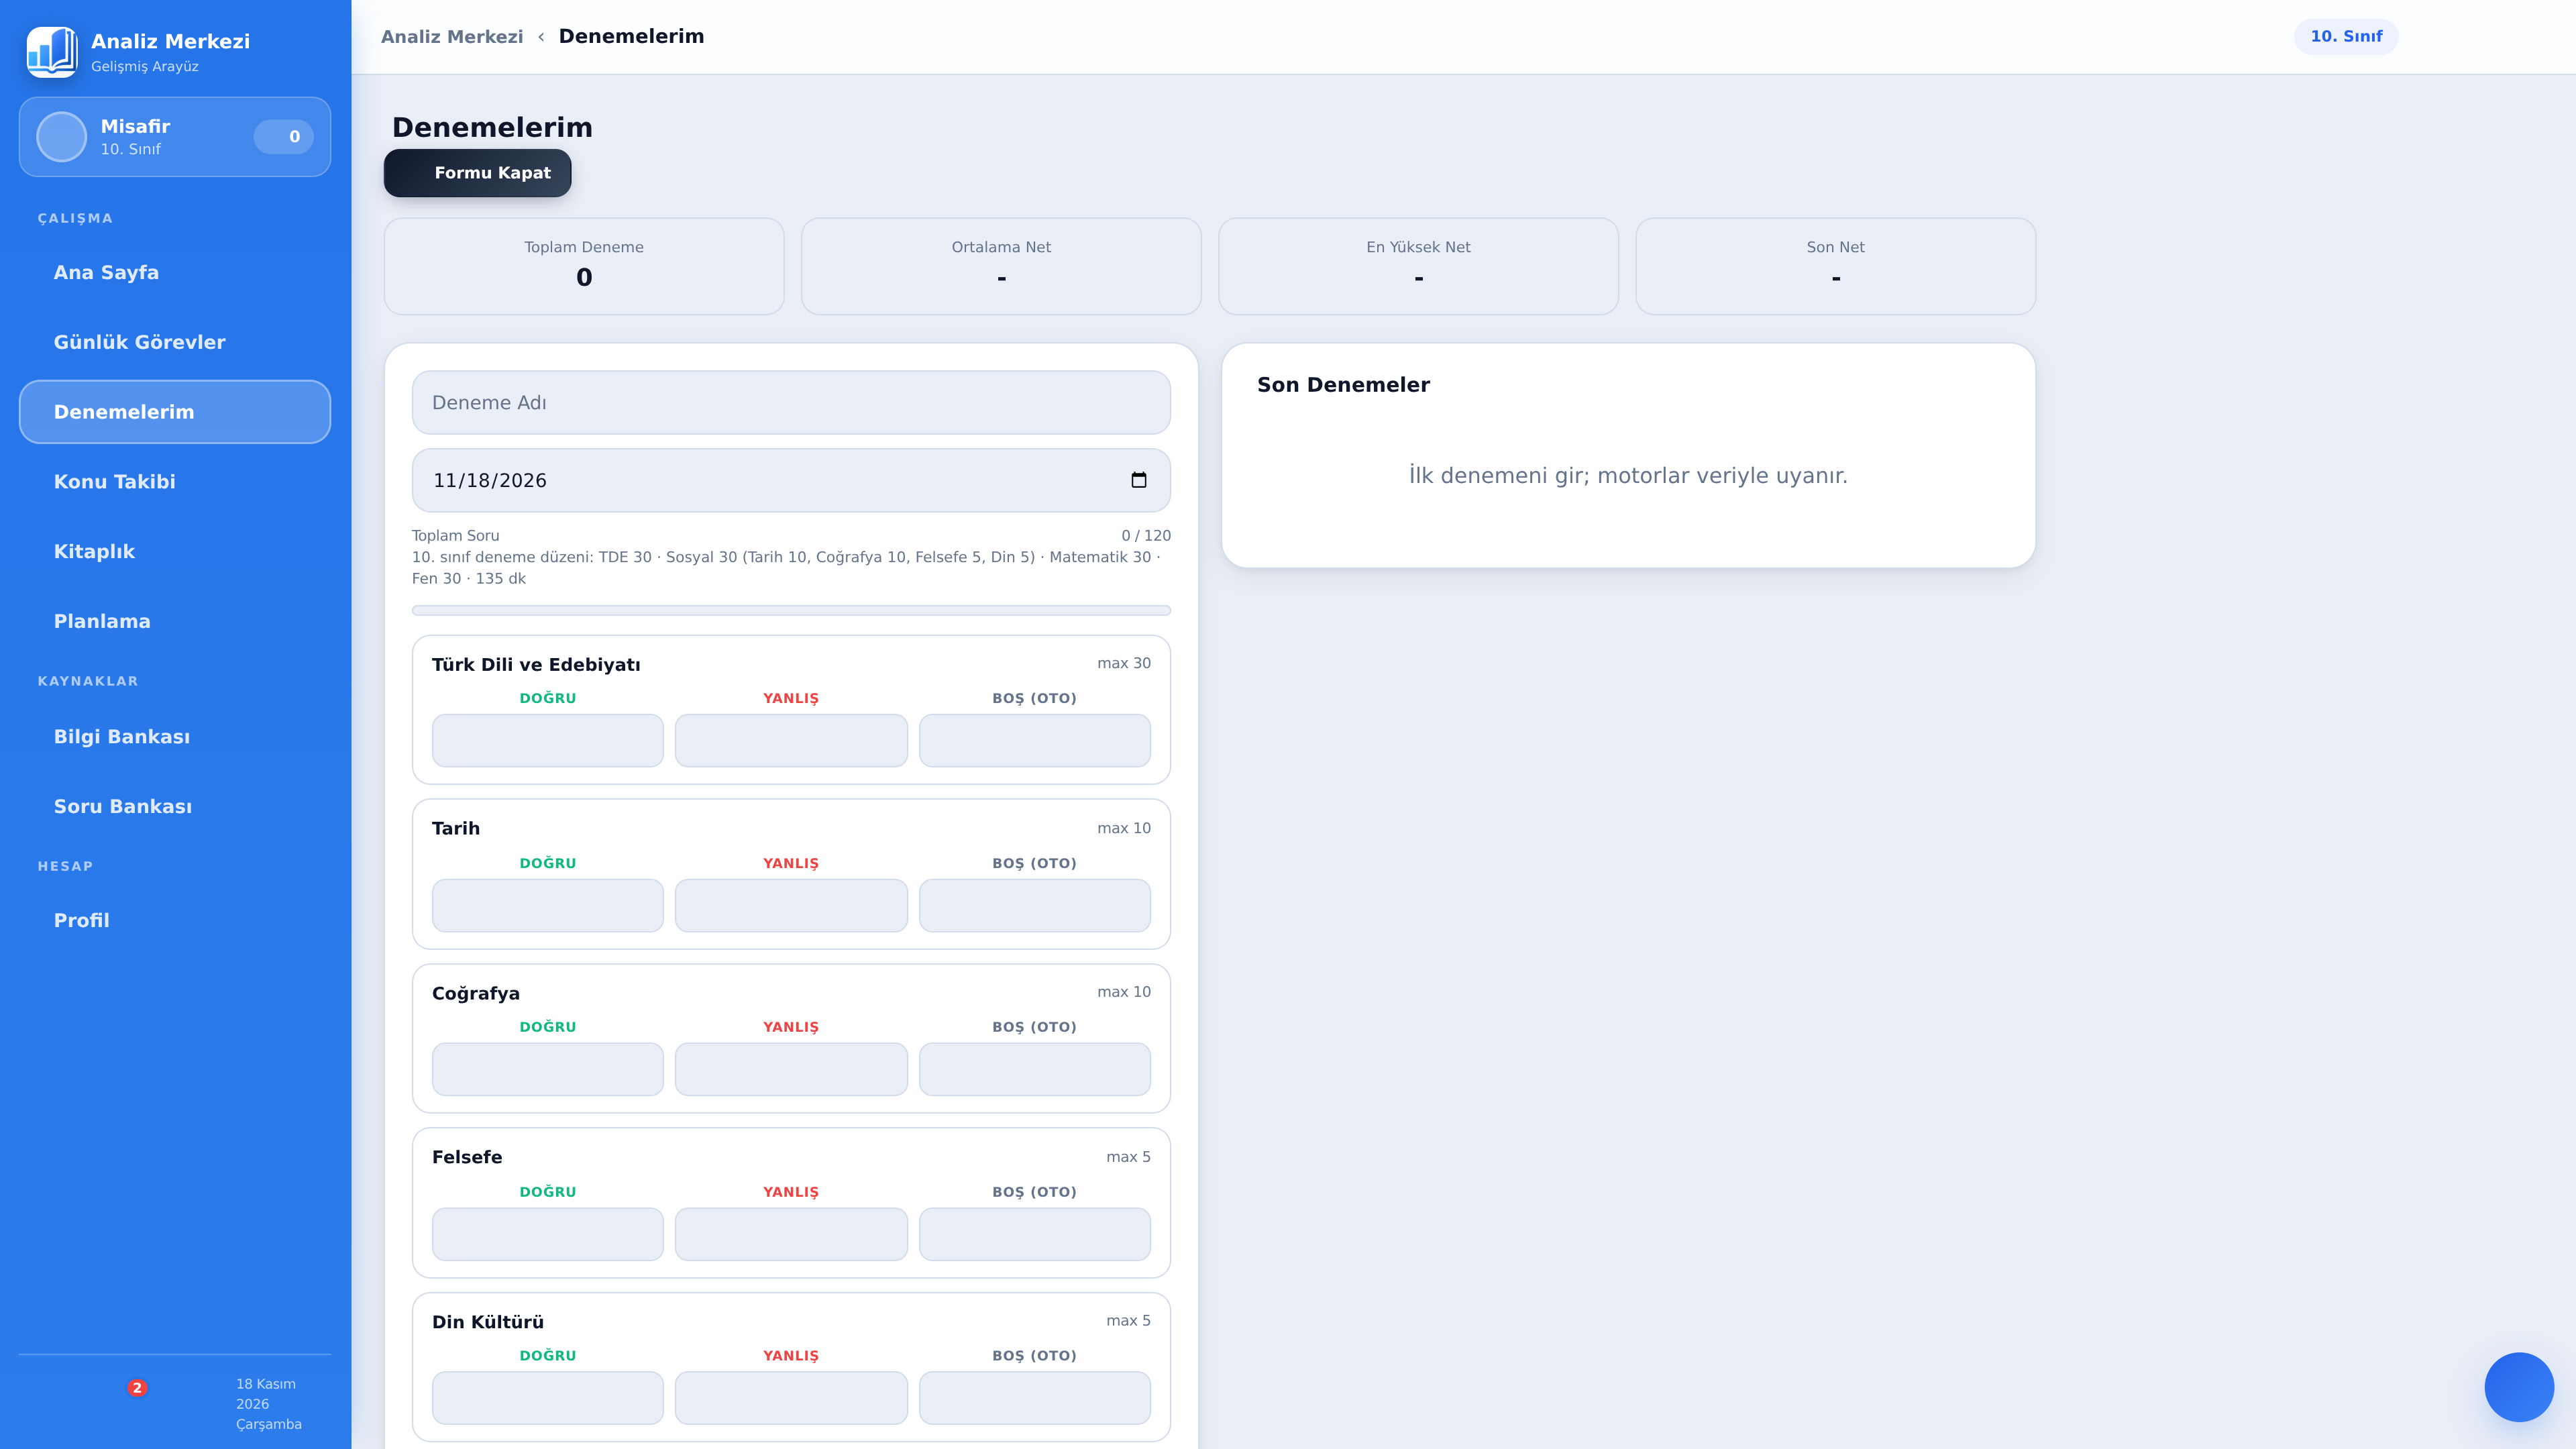 Analiz Merkezi
Gelişmiş Arayüz
Misafir
10. Sınıf
0
ÇALIŞMA
Ana Sayfa
Günlük Görevler
Denemelerim
Konu Takibi
Kitaplık
Planlama
KAYNAKLAR
Bilgi Bankası
Soru Bankası
HESAP
Profil
2
18 Kasım
2026
Çarşamba
Analiz Merkezi ‹ Denemelerim
10. Sınıf
Denemelerim
Formu Kapat
Toplam Deneme
0
Ortalama Net
-
En Yüksek Net
-
Son Net
-
Deneme Adı
11/18/2026
Toplam Soru 0 / 120
10. sınıf deneme düzeni: TDE 30 · Sosyal 30 (Tarih 10, Coğrafya 10, Felsefe 5, Din 5) · Matematik 30 ·
Fen 30 · 135 dk
Türk Dili ve Edebiyatı max 30
DOĞRU YANLIŞ BOŞ (OTO)
Tarih max 10
DOĞRU YANLIŞ BOŞ (OTO)
Coğrafya max 10
DOĞRU YANLIŞ BOŞ (OTO)
Felsefe max 5
DOĞRU YANLIŞ BOŞ (OTO)
Din Kültürü max 5
DOĞRU YANLIŞ BOŞ (OTO)
Son Denemeler
İlk denemeni gir; motorlar veriyle uyanır.